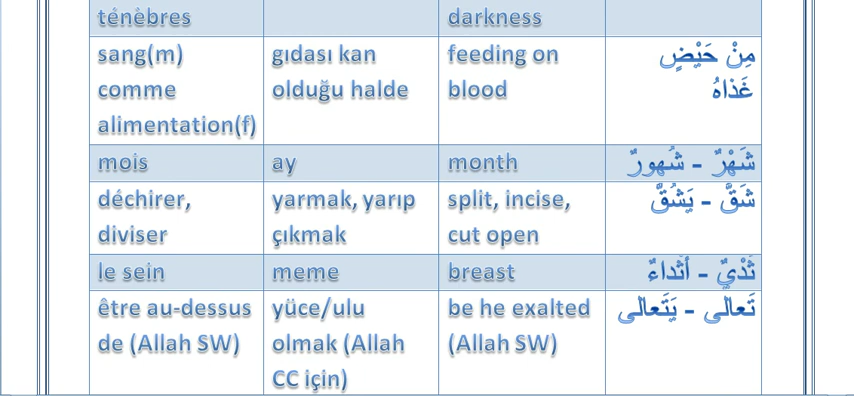 ténèbres darkness
sang(m) gıdası kan feeding on مِنْ حَيْضٍ
comme olduğu halde blood غَذاهُ
alimentation(f)
mois ay month شَهْرٌ - شُهورٌ
déchirer, yarmak, yarıp split, incise, شَقَّ - يَشُقَّ
diviser çıkmak cut open
le sein meme breast ثَدْيٌ - أَثْداءٌ
être au-dessus yüce/ulu be he exalted تَعالى - يَتَعالى
de (Allah SW) olmak (Allah (Allah SW)
CC için)